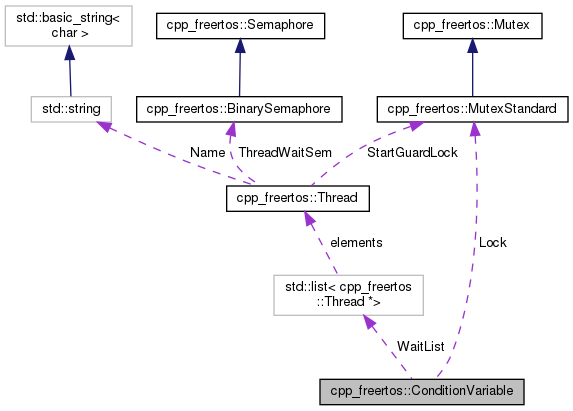 std::basic_string<
char >
cpp_freertos::Semaphore
cpp_freertos::Mutex
std::string
cpp_freertos::BinarySemaphore
cpp_freertos::MutexStandard
Name
ThreadWaitSem
StartGuardLock
cpp_freertos::Thread
elements
Lock
std::list< cpp_freertos
::Thread *>
WaitList
cpp_freertos::ConditionVariable